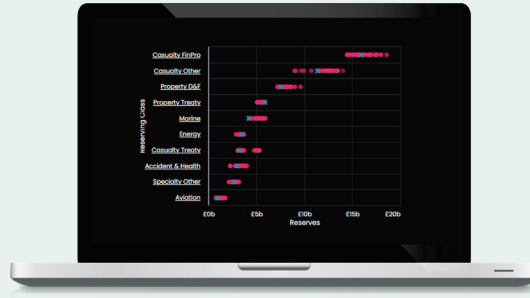 Casualty FinPro
Casualty Other
Property D&F
Property Treaty
Marine
Energy
Casualty Treaty
Accident & Health
Specialty Other
Aviation
Reserving Class
£0b £5b £10b £15b £20b
Reserves